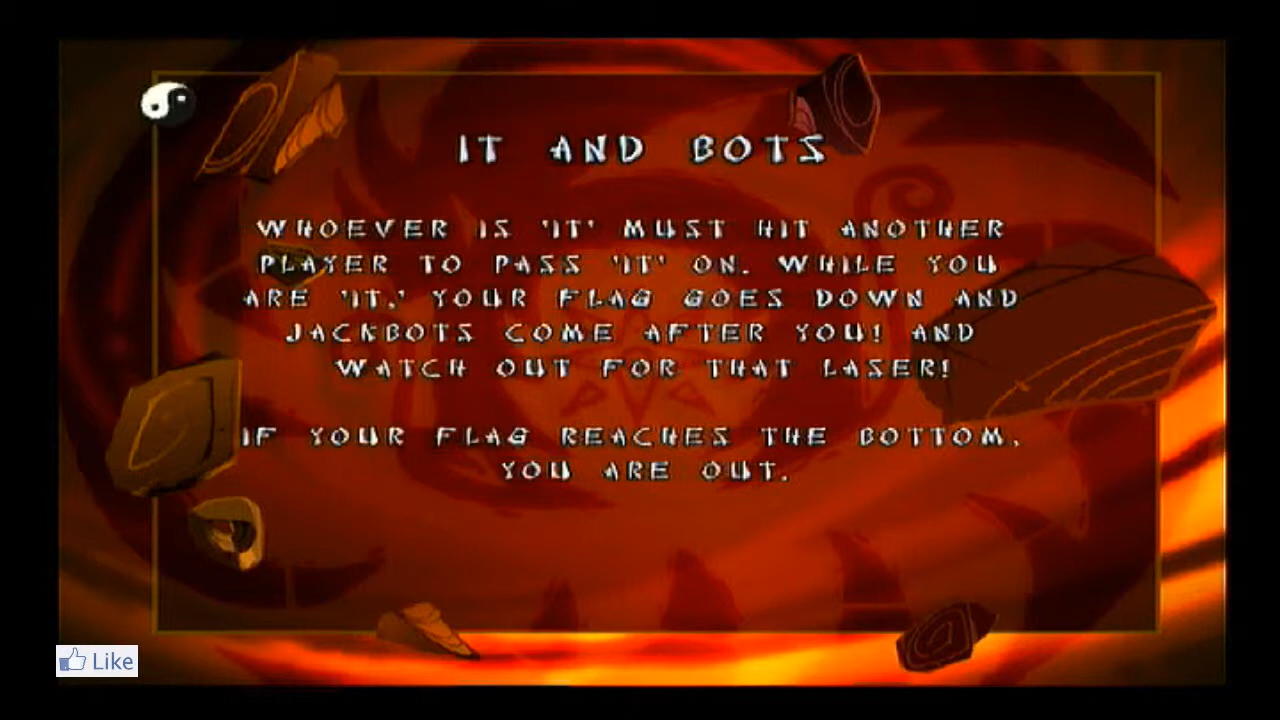 IT AND BOTS
WHOEVER IS 'IT' MUST HIT ANOTHER
PLAYER TO PASS 'IT' ON. WHILE YOU
ARE 'IT,' YOUR FLAG GOES DOWN AND
JACKBOTS COME AFTER YOU! AND
WATCH OUT FOR THAT LASER!
IF YOUR FLAG REACHES THE BOTTOM,
YOU ARE OUT.
Like